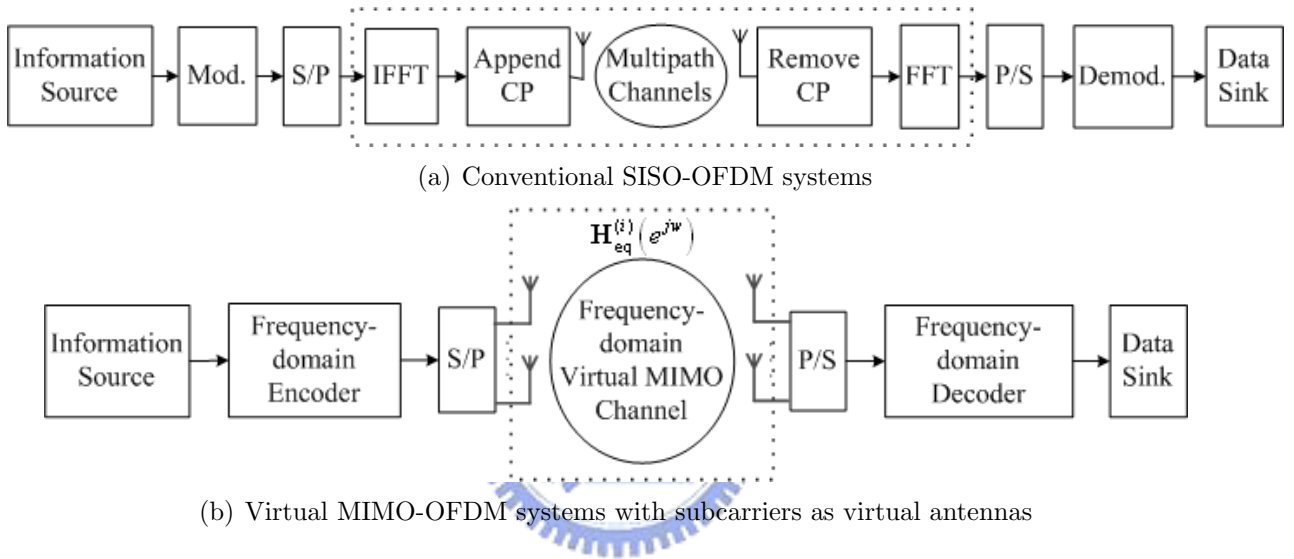 Information Source
Mod.
S/P
IFFT
Append CP
Multipath Channels
Remove CP
FFT
P/S
Demod.
Data Sink
(a) Conventional SISO-OFDM systems
H_eq^(i)(e^jw)
Information Source
Frequency-domain Encoder
S/P
Frequency-domain Virtual MIMO Channel
P/S
Frequency-domain Decoder
Data Sink
(b) Virtual MIMO-OFDM systems with subcarriers as virtual antennas